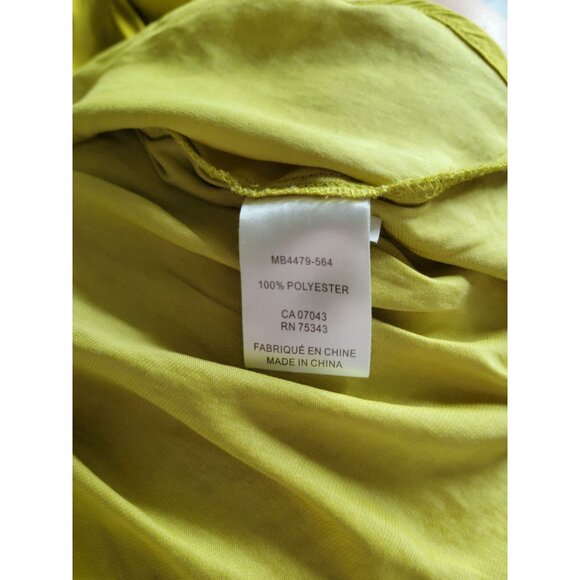 MB4479-564
100% POLYESTER
CA 07043
RN 75343
FABRIQUÉ EN CHINE
MADE IN CHINA